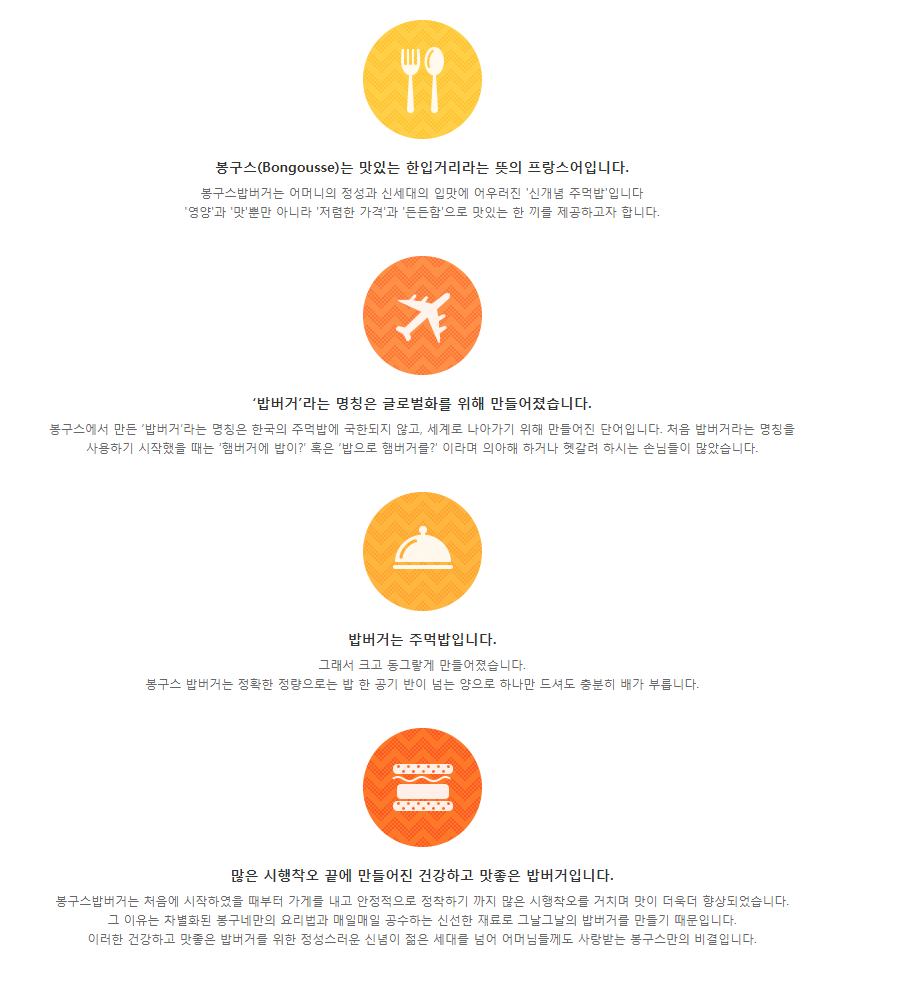 봉구스(Bongousse)는 맛있는 한입거리라는 뜻의 프랑스어입니다.
봉구스밥버거는 어머니의 정성과 신세대의 입맛에 어우러진 '신개념 주먹밥'입니다
'영양'과 '맛'뿐만 아니라 '저렴한 가격'과 '든든함'으로 맛있는 한 끼를 제공하고자 합니다.
‘밥버거’라는 명칭은 글로벌화를 위해 만들어졌습니다.
봉구스에서 만든 ‘밥버거’라는 명칭은 한국의 주먹밥에 국한되지 않고, 세계로 나아가기 위해 만들어진 단어입니다. 처음 밥버거라는 명칭을
사용하기 시작했을 때는 ‘햄버거에 밥이?’ 혹은 ‘밥으로 햄버거를?’ 이라며 의아해 하거나 헷갈려 하시는 손님들이 많았습니다.
밥버거는 주먹밥입니다.
그래서 크고 동그랗게 만들어졌습니다.
봉구스 밥버거는 정확한 정량으로는 밥 한 공기 반이 넘는 양으로 하나만 드셔도 충분히 배가 부릅니다.
많은 시행착오 끝에 만들어진 건강하고 맛좋은 밥버거입니다.
봉구스밥버거는 처음에 시작하였을 때부터 가게를 내고 안정적으로 정착하기 까지 많은 시행착오를 거치며 맛이 더욱더 향상되었습니다.
그 이유는 차별화된 봉구네만의 요리법과 매일매일 공수하는 신선한 재료로 그날그날의 밥버거를 만들기 때문입니다.
이러한 건강하고 맛좋은 밥버거를 위한 정성스러운 신념이 젊은 세대를 넘어 어머님들께도 사랑받는 봉구스만의 비결입니다.